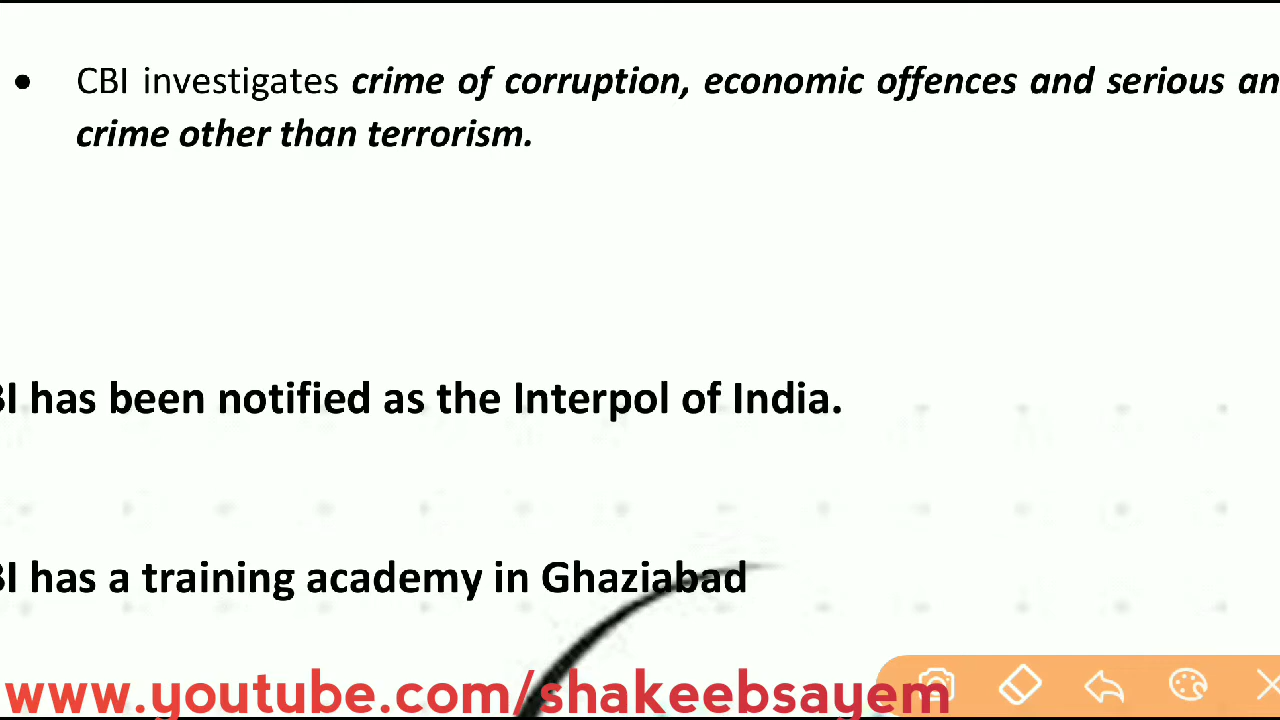 • CBI investigates crime of corruption, economic offences and serious
crime other than terrorism.
has been notified as the Interpol of India.
has a training academy in Ghaziabad
www.youtube.com/shakeebsayem